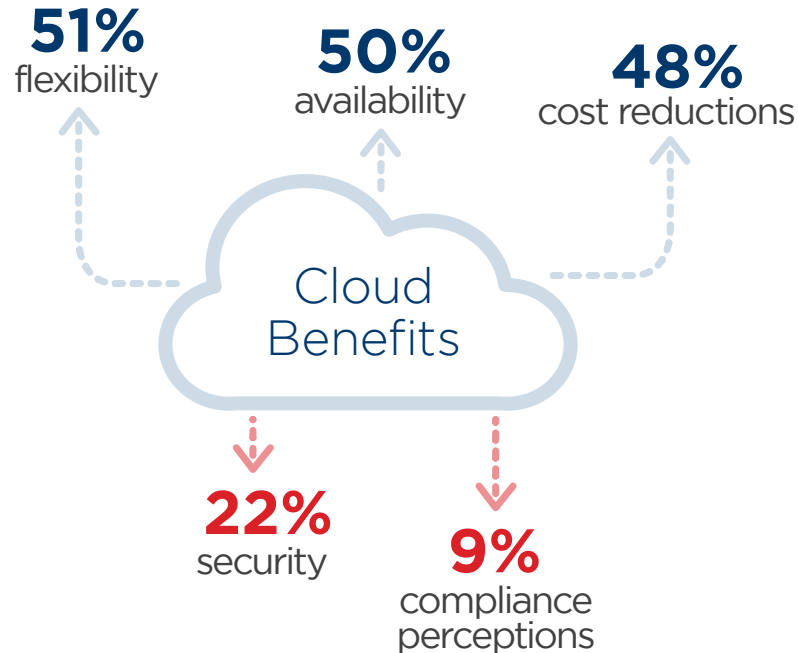 51%
flexibility
50%
availability
48%
cost reductions
Cloud
Benefits
22%
security
9%
compliance
perceptions